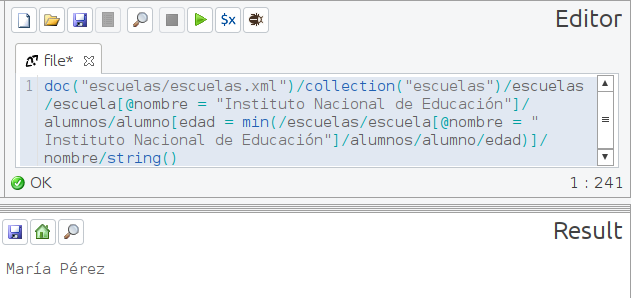 Editor
$x
file*
1 doc("escuelas/escuelas.xml")/collection("escuelas")/escuelas
/escuela[@nombre = "Instituto Nacional de Educación"]/
alumnos/alumno[edad = min(/escuelas/escuela[@nombre = "
Instituto Nacional de Educación"]/alumnos/alumno/edad)]/
nombre/string()
OK 1 : 241
Result
María Pérez